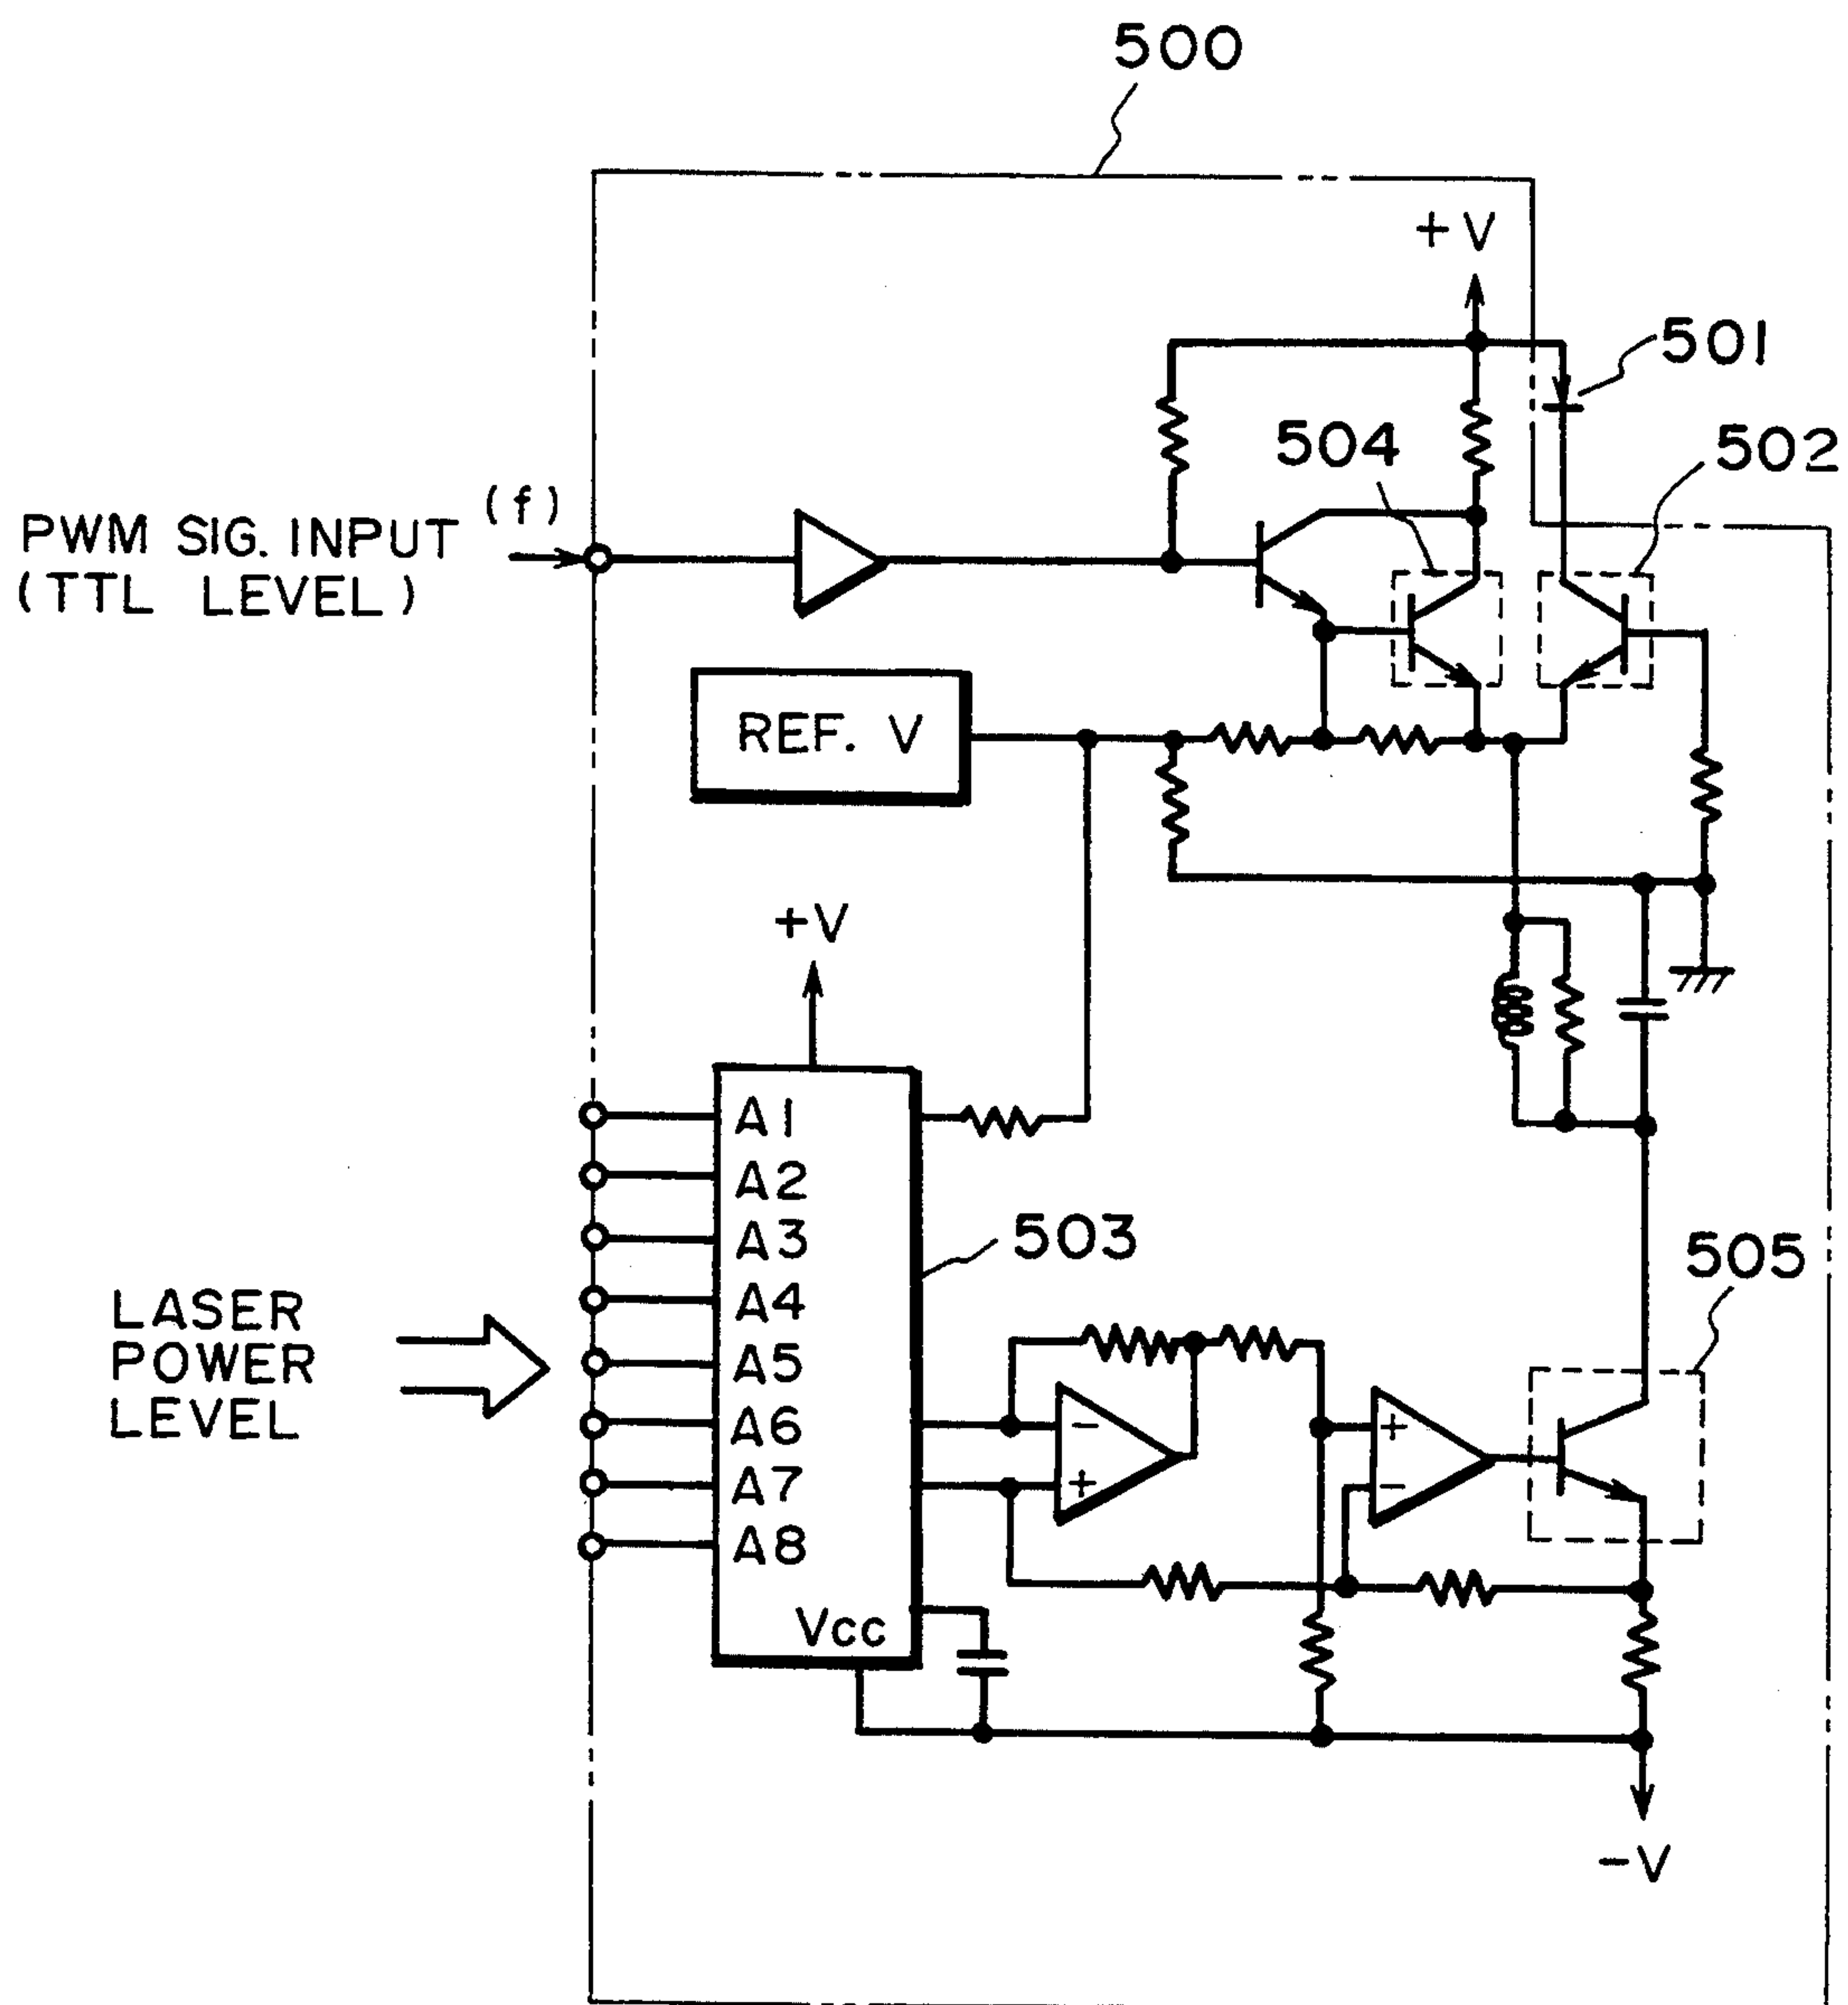 500
+V
501
504
502
(f)
PWM SIG. INPUT
(TTL LEVEL)
REF. V
+V
A1
A2
A3
503
A4
505
LASER
POWER
LEVEL
A5
A6
A7
A8
-
+
+
-
Vcc
-V